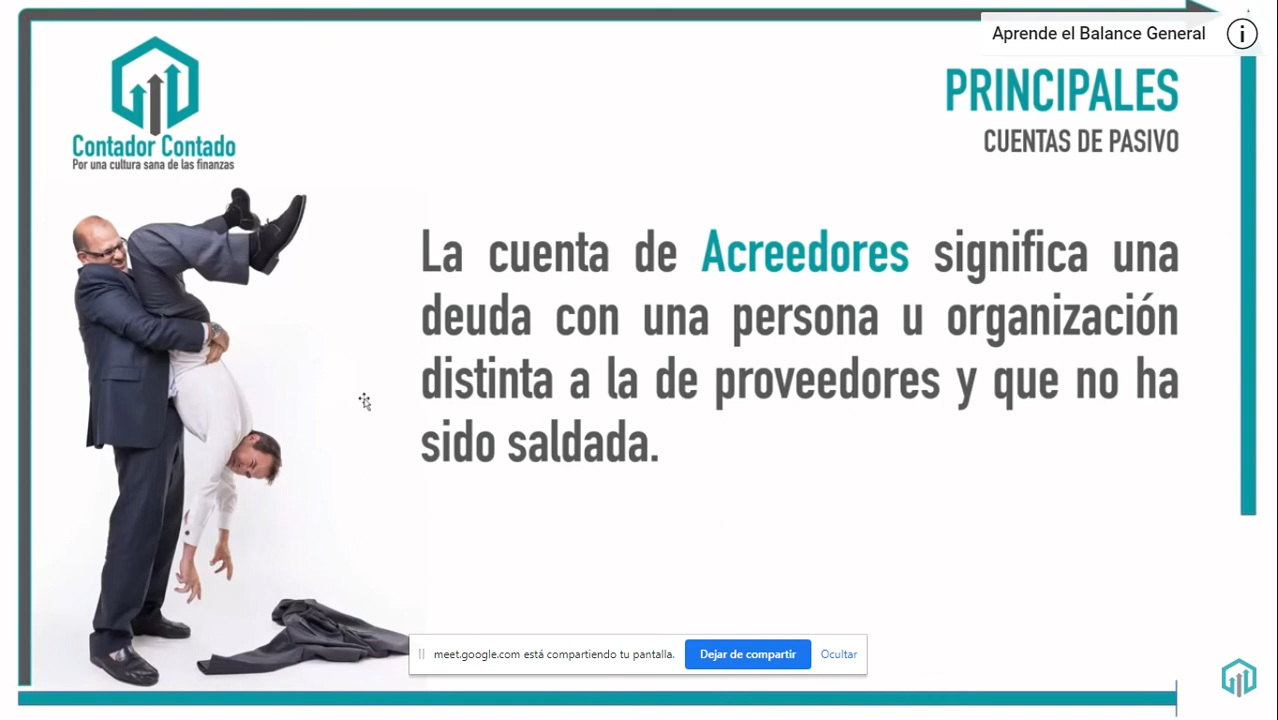 Aprende el Balance General
Contador Contado
Por una cultura sana de las finanzas
PRINCIPALES
CUENTAS DE PASIVO
La cuenta de Acreedores significa una
deuda con una persona u organización
distinta a la de proveedores y que no ha
sido saldada.
meet.google.com está compartiendo tu pantalla.
Dejar de compartir
Ocultar